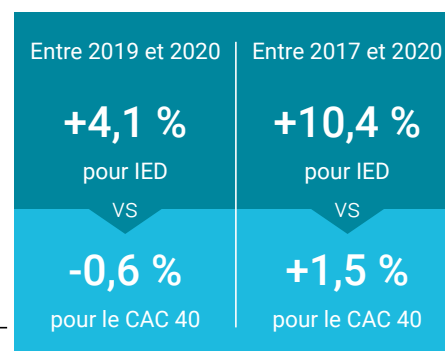 Entre 2019 et 2020
+4,1 %
pour IED
VS
-0,6 %
pour le CAC 40
Entre 2017 et 2020
+10,4 %
pour IED
VS
+1,5 %
pour le CAC 40